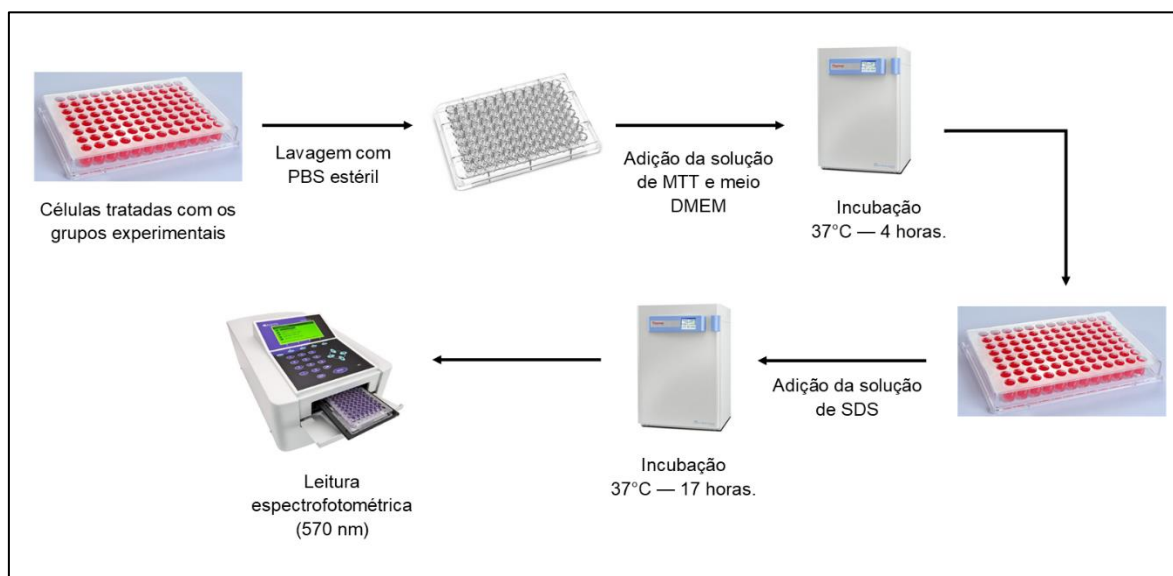 Células tratadas com os
grupos experimentais
Lavagem com
PBS estéril
Adição da solução
de MTT e meio
DMEM
Incubação
37°C — 4 horas.
Adição da solução
de SDS
Incubação
37°C — 17 horas.
Leitura
espectrofotométrica
(570 nm)